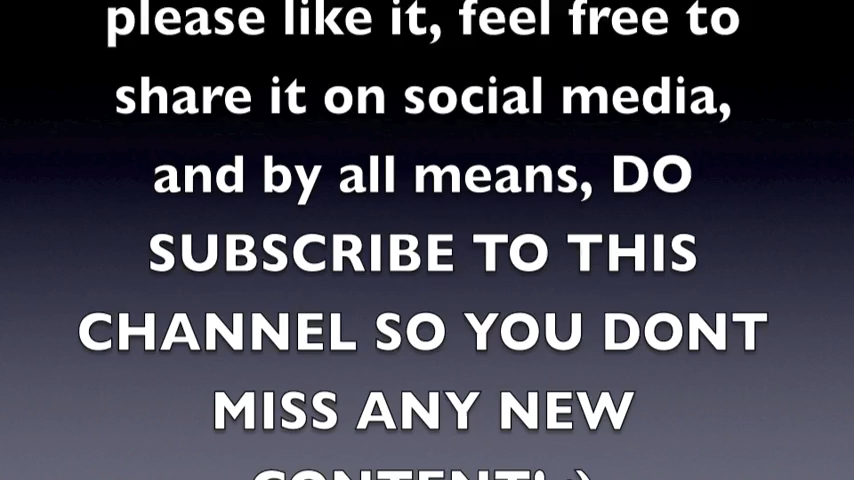 please like it, feel free to
share it on social media,
and by all means, DO
SUBSCRIBE TO THIS
CHANNEL SO YOU DONT
MISS ANY NEW
CONTENT! :)